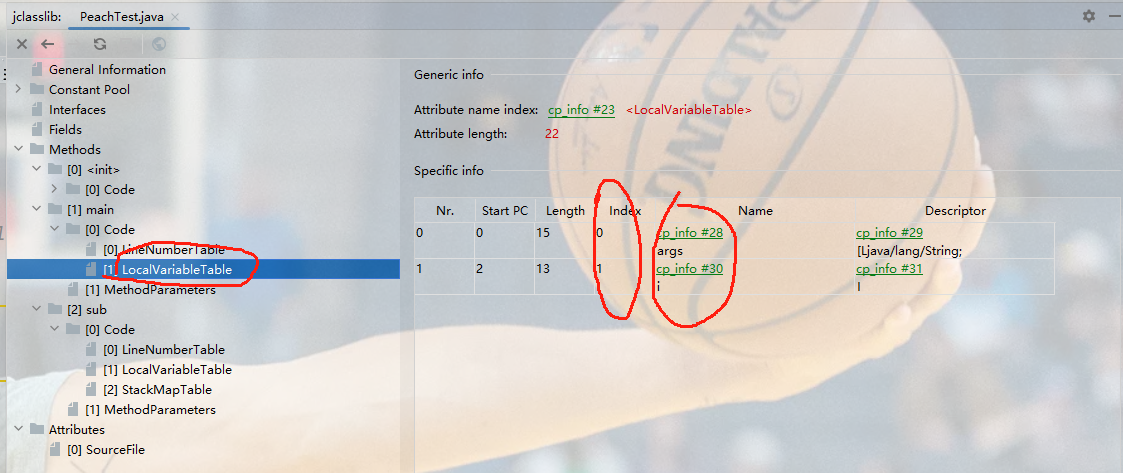 jclasslib: PeachTest.java
General Information
Constant Pool
Interfaces
Fields
Methods
[0] <init>
[0] Code
[1] main
[0] Code
[0] LineNumberTable
[1] LocalVariableTable
[1] MethodParameters
[2] sub
[0] Code
[0] LineNumberTable
[1] LocalVariableTable
[2] StackMapTable
[1] MethodParameters
Attributes
[0] SourceFile
Generic info
Attribute name index: cp_info #23 <LocalVariableTable>
Attribute length: 22
Specific info
Nr. Start PC Length Index Name Descriptor
0 0 15 0 cp_info #28 cp_info #29
args [Ljava/lang/String;
1 2 13 1 cp_info #30 cp_info #31
i I